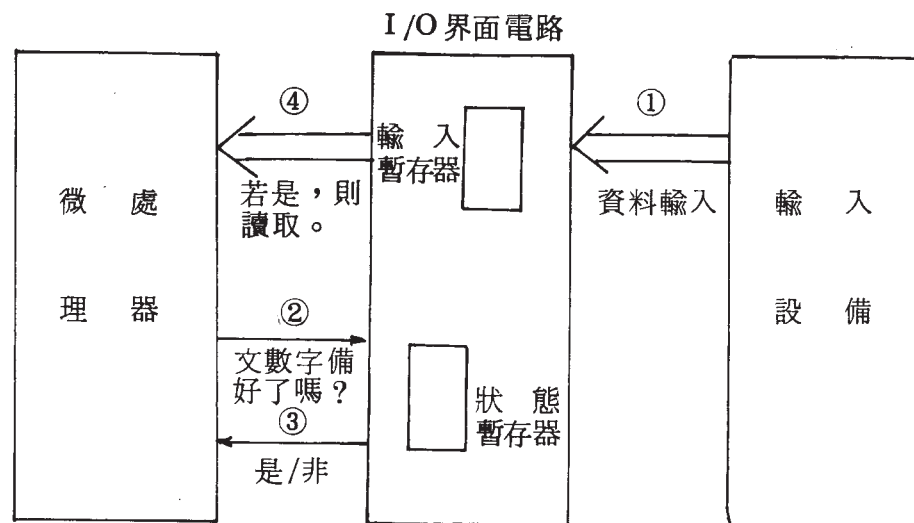 I/O界面電路
④
①
輸入
暫存器
若是，則
讀取。
資料輸入
微處
理器
輸入
設備
②
文數字備
好了嗎？
③
是/非
狀態
暫存器